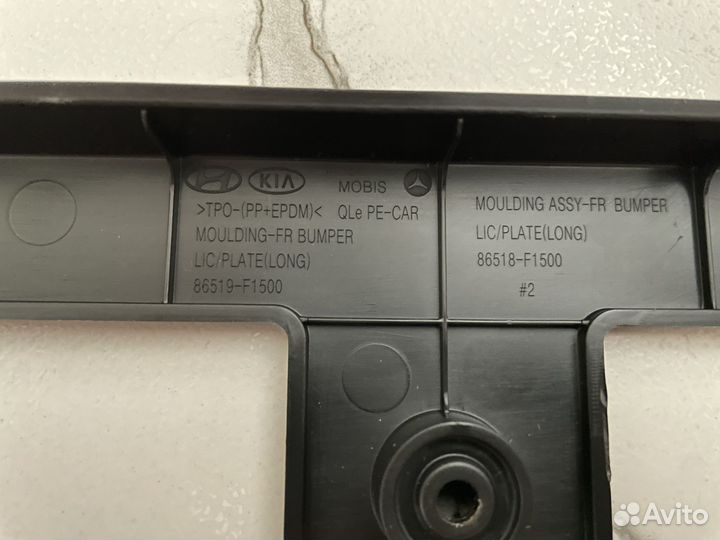 KIA
MOBIS
>TPO-(PP+EPDM)< QLe PE-CAR
MOULDING-FR BUMPER
LIC/PLATE(LONG)
86519-F1500
MOULDING ASSY-FR BUMPER
LIC/PLATE(LONG)
86518-F1500
#2
Avito